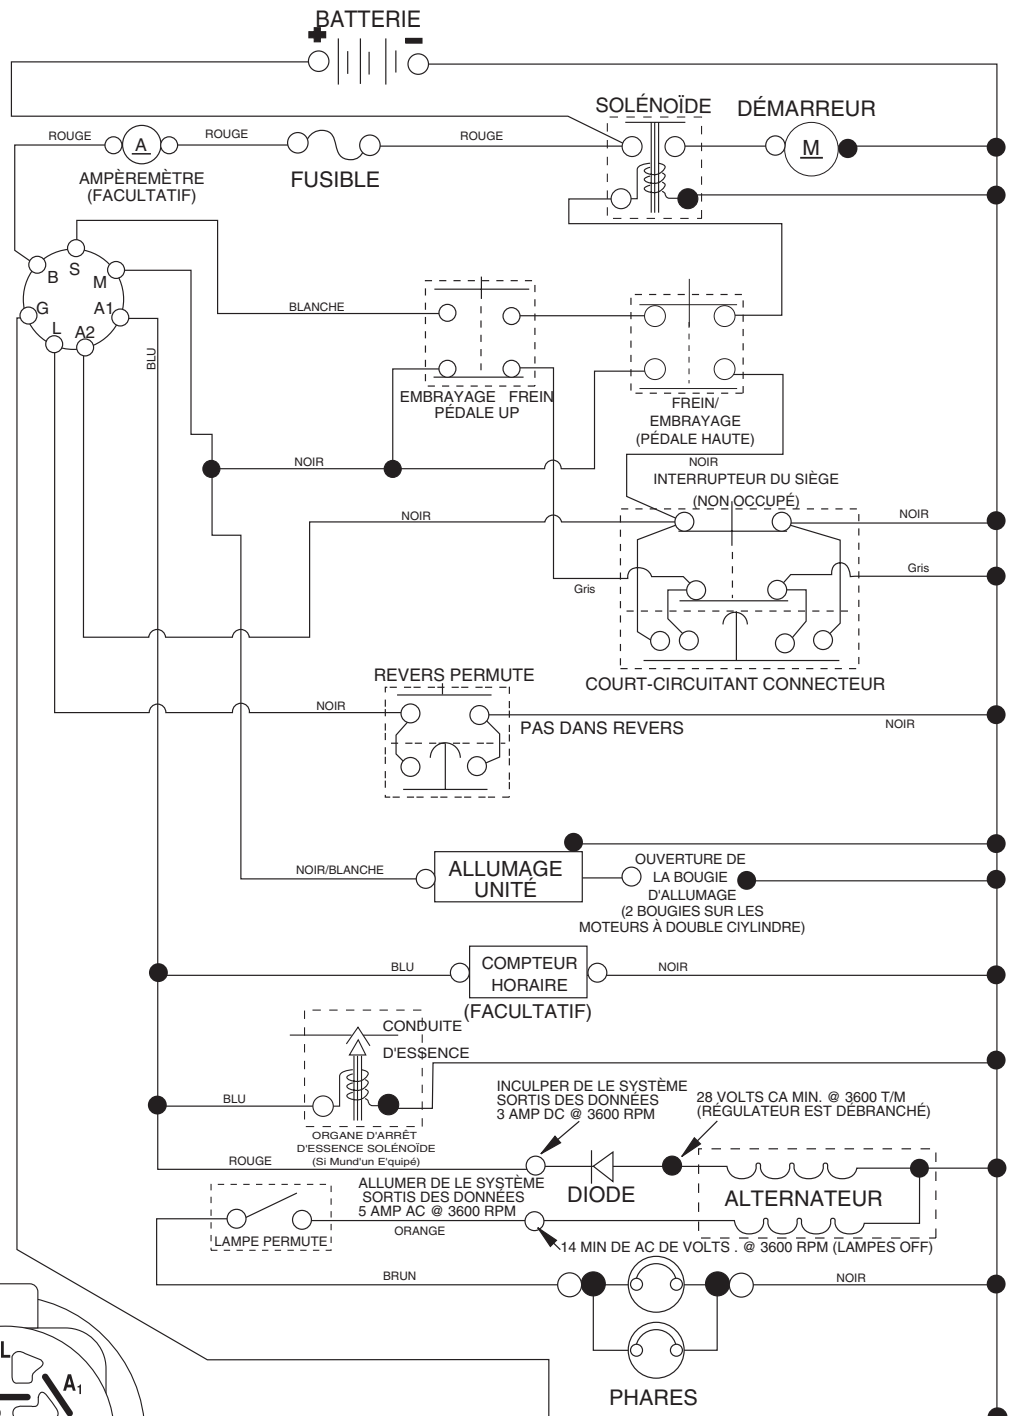 BATTERIE
SOLÉNOÏDE
DÉMARREUR
ROUGE
A
ROUGE
ROUGE
M
AMPÈREMÈTRE
(FACULTATIF)
FUSIBLE
B
S
M
G
A1
L
A2
BLU
BLANCHE
EMBRAYAGE FREIN
PÉDALE UP
FREIN/
EMBRAYAGE
(PÉDALE HAUTE)
NOIR
NOIR
INTERRUPTEUR DU SIÈGE
(NON OCCUPÉ)
NOIR
NOIR
Gris
Gris
COURT-CIRCUITANT CONNECTEUR
REVERS PERMUTE
NOIR
PAS DANS REVERS
NOIR
NOIR/BLANCHE
ALLUMAGE
UNITÉ
OUVERTURE DE
LA BOUGIE
D'ALLUMAGE
(2 BOUGIES SUR LES
MOTEURS À DOUBLE CIYLINDRE)
BLU
COMPTEUR
HORAIRE
NOIR
(FACULTATIF)
CONDUITE
D'ESSENCE
BLU
ORGANE D'ARRÊT
D'ESSENCE SOLÉNOÏDE
(Si Mund'un E'quipé)
INCULPER DE LE SYSTÈME
SORTIS DES DONNÉES
3 AMP DC @ 3600 RPM
28 VOLTS CA MIN. @ 3600 T/M
(RÉGULATEUR EST DÉBRANCHÉ)
ROUGE
DIODE
ALTERNATEUR
ALLUMER DE LE SYSTÈME
SORTIS DES DONNÉES
5 AMP AC @ 3600 RPM
LAMPE PERMUTE
ORANGE
14 MIN DE AC DE VOLTS . @ 3600 RPM (LAMPES OFF)
BRUN
NOIR
PHARES
L
A1